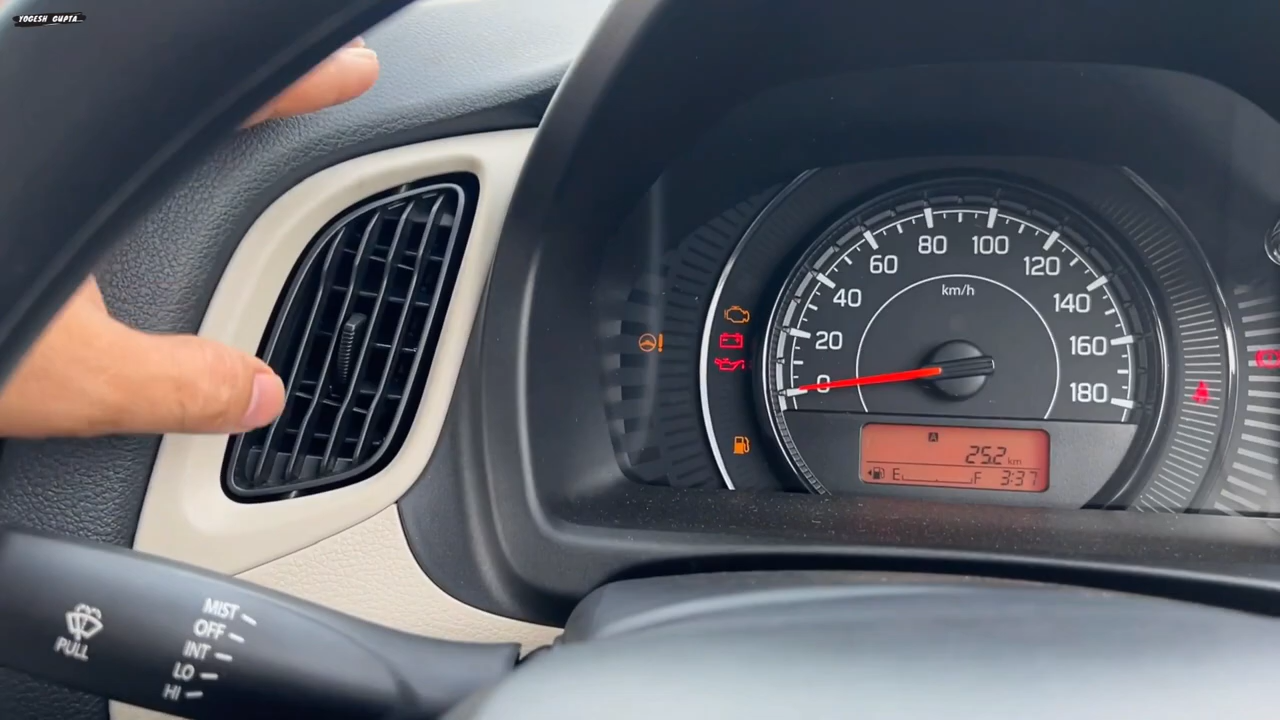 YOGESH GUPTA
0
20
40
60
80
100
120
140
160
180
km/h
A
25.2 km
E F 3:37
MIST
OFF
INT
LO
HI
PULL